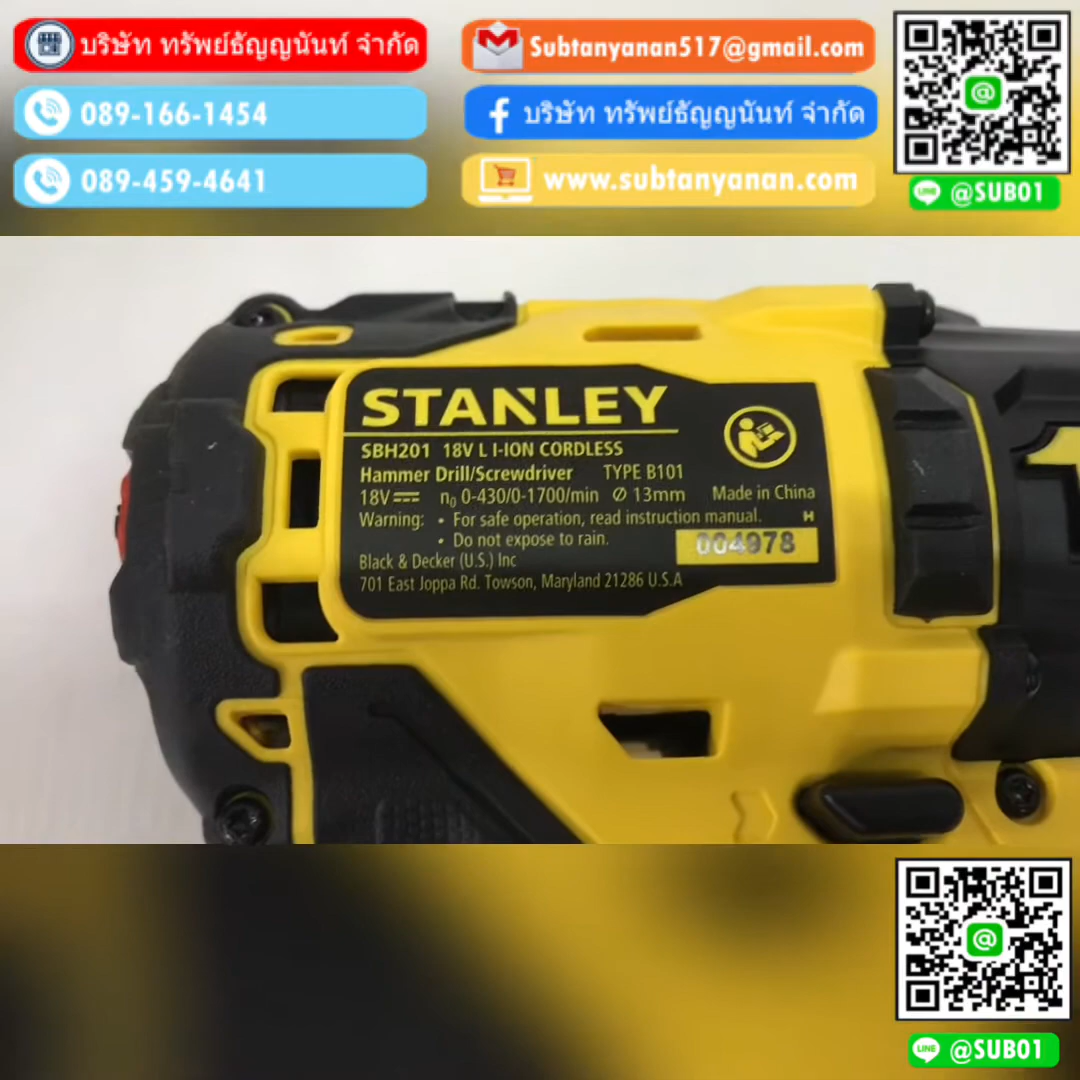 บริษัท ทรัพย์ธัญญนันท์ จำกัด
Subtanyanan517@gmail.com
089-166-1454
บริษัท ทรัพย์ธัญญนันท์ จำกัด
089-459-4641
www.subtanyanan.com
LINE @SUB01
STANLEY
SBH201 18V L I-ION CORDLESS
Hammer Drill/Screwdriver TYPE B101
18V n₀ 0-430/0-1700/min Ø 13mm Made in China
Warning: • For safe operation, read instruction manual. H
• Do not expose to rain.
004978
Black & Decker (U.S.) Inc
701 East Joppa Rd. Towson, Maryland 21286 U.S.A
LINE @SUB01